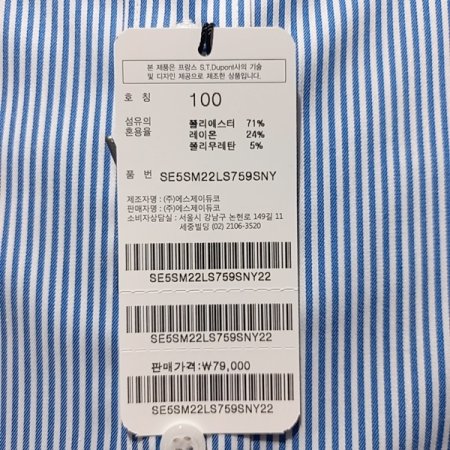 본 제품은 프랑스 S,T,Dupont사의 기술
및 디자인 제공으로 제조한 상품입니다.
호 칭 100
섬유의 폴리에스터 71%
혼용율 레이온 24%
폴리우레탄 5%
품 번 SE5SM22LS759SNY
제조자명 : (주)에스제이듀코
판매자명 : (주)에스제이듀코
소비자상담실 : 서울시 강남구 논현로 149길 11
세중빌딩 (02) 2106-3520
SE5SM22LS759SNY22
SE5SM22LS759SNY22
판매가격:₩79,000
SE5SM22LS759SNY22